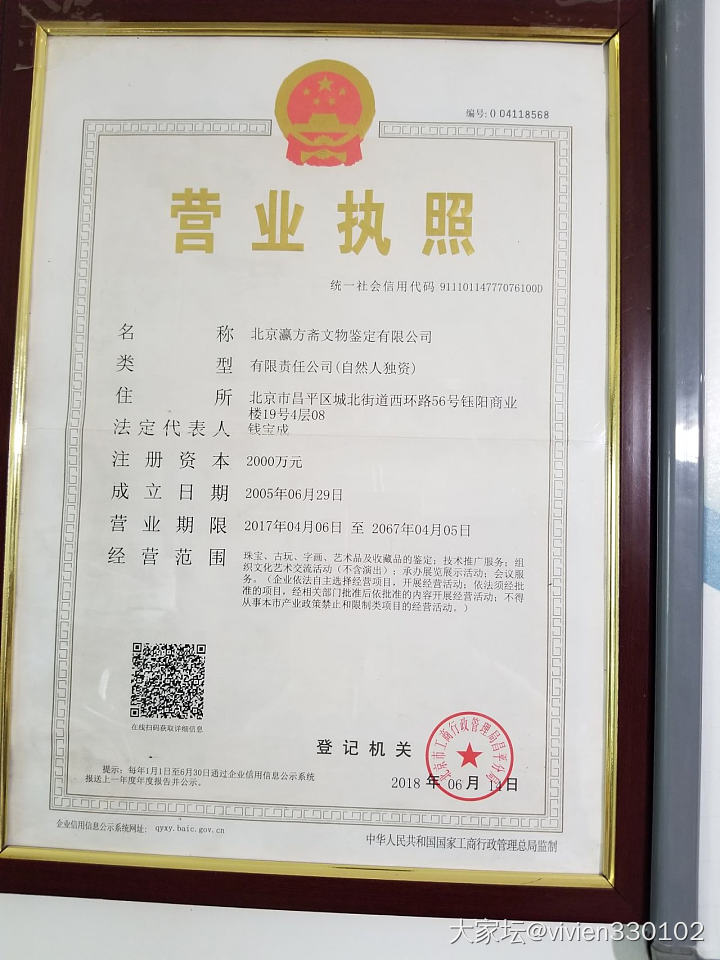 编号: 0 04118568
营业执照
统一社会信用代码 91110114777076100D
名称 北京瀛方斋文物鉴定有限公司
类型 有限责任公司(自然人独资)
住所 北京市昌平区城北街道西环路56号钰阳商业
楼19号4层08
法定代表人 钱宝成
注册资本 2000万元
成立日期 2005年06月29日
营业期限 2017年04月06日 至 2067年04月05日
经营范围 珠宝、古玩、字画、艺术品及收藏品的鉴定；技术推广服务；组
织文化艺术交流活动（不含演出）；承办展览展示活动；会议服
务。（企业依法自主选择经营项目，开展经营活动；依法须经批
准的项目，经相关部门批准后依批准的内容开展经营活动；不得
从事本市产业政策禁止和限制类项目的经营活动。）
在线扫码获取详细信息
登记机关
北京市工商行政管理局昌平分局
2018 年 06 月 14 日
提示：每年1月1日至6月30日通过企业信用信息公示系统
报送上一年度年度报告并公示。
企业信用信息公示系统网址： qyxy.baic.gov.cn
中华人民共和国国家工商行政管理总局监制
大家坛@vivien330102